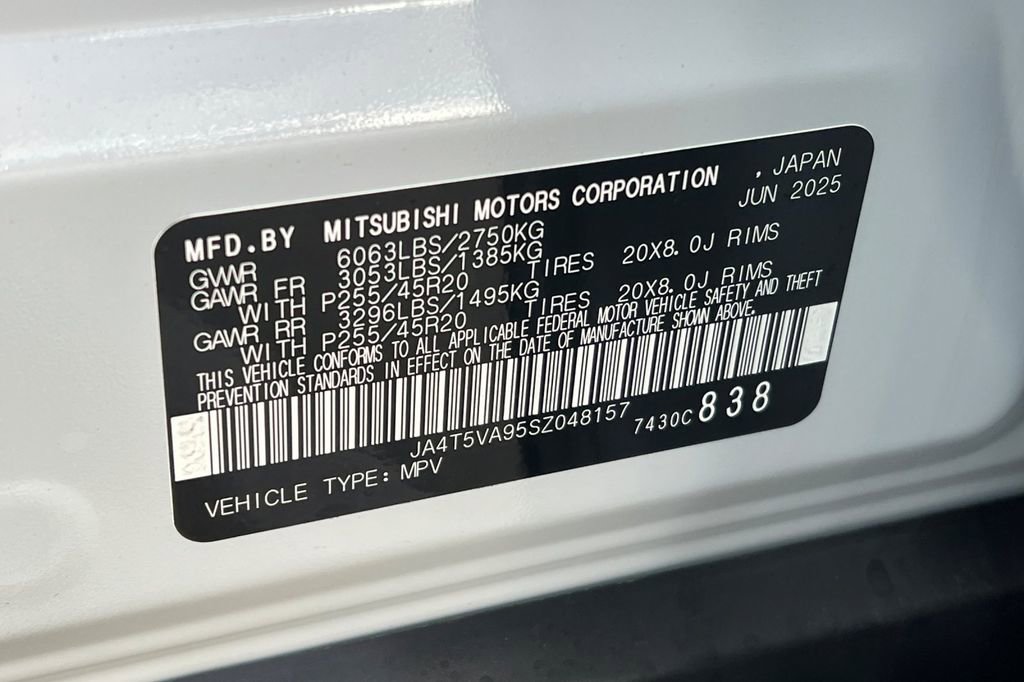 MFD.BY MITSUBISHI MOTORS CORPORATION , JAPAN
JUN 2025
GVWR 6063LBS/2750KG
GAWR FR 3053LBS/1385KG
WITH P255/45R20 TIRES 20X8.0J RIMS
GAWR RR 3296LBS/1495KG
WITH P255/45R20 TIRES 20X8.0J RIMS
THIS VEHICLE CONFORMS TO ALL APPLICABLE FEDERAL MOTOR VEHICLE SAFETY AND THEFT
PREVENTION STANDARDS IN EFFECT ON THE DATE OF MANUFACTURE SHOWN ABOVE.
JA4T5VA95SZ048157 7430C 838
VEHICLE TYPE: MPV